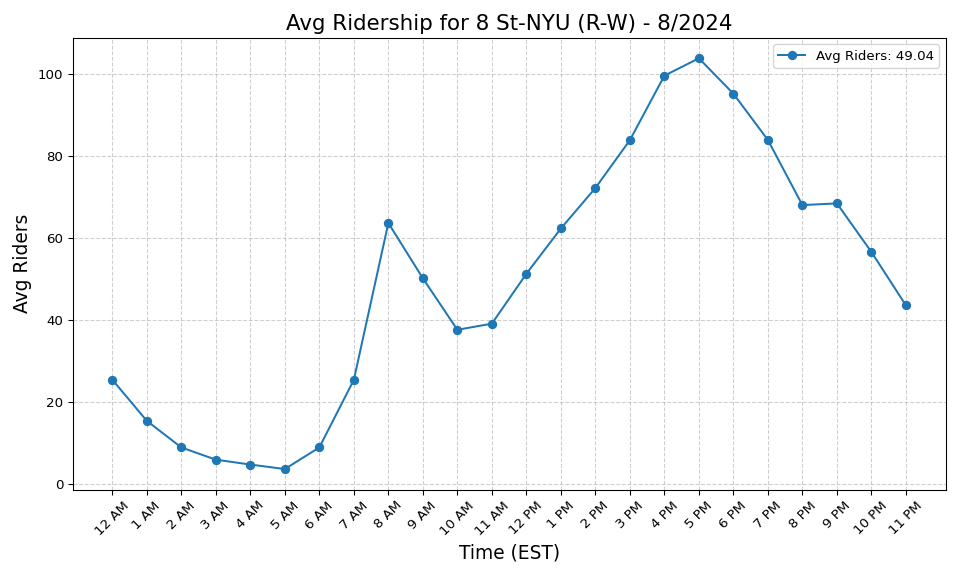 Avg Ridership for 8 St-NYU (R-W) - 8/2024
Avg Riders: 49.04
100
80
60
40
20
0
Avg Riders
12 AM
1 AM
2 AM
3 AM
4 AM
5 AM
6 AM
7 AM
8 AM
9 AM
10 AM
11 AM
12 PM
1 PM
2 PM
3 PM
4 PM
5 PM
6 PM
7 PM
8 PM
9 PM
10 PM
11 PM
Time (EST)